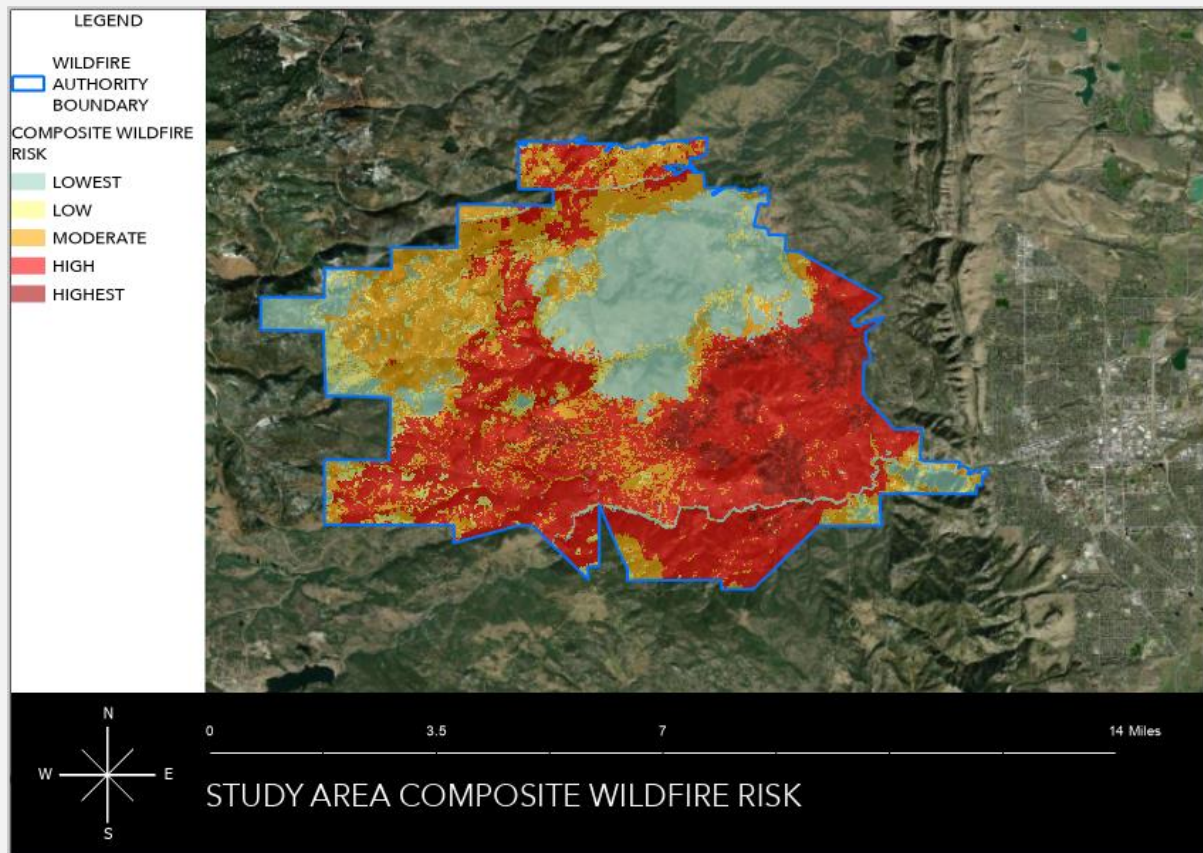 LEGEND
WILDFIRE
AUTHORITY
BOUNDARY
COMPOSITE WILDFIRE
RISK
LOWEST
LOW
MODERATE
HIGH
HIGHEST
N
W E
S
0 3.5 7 14 Miles
STUDY AREA COMPOSITE WILDFIRE RISK